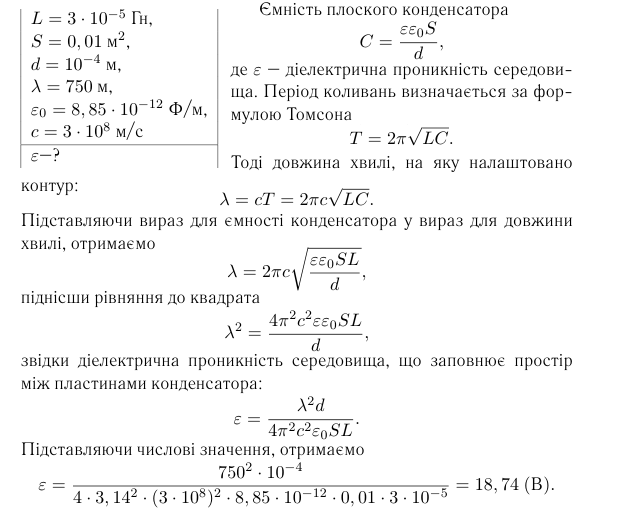 L = 3 · 10⁻⁵ Гн,
S = 0, 01 м²,
d = 10⁻⁴ м,
λ = 750 м,
ε₀ = 8, 85 · 10⁻¹² Ф/м,
c = 3 · 10⁸ м/с
ε—?
Ємність плоского конденсатора
C = εε₀S/d,
де ε — діелектрична проникність середови-
ща. Період коливань визначається за фор-
мулою Томсона
T = 2π√LC.
Тоді довжина хвилі, на яку налаштовано
контур:
λ = cT = 2πc√LC.
Підставляючи вираз для ємності конденсатора у вираз для довжини
хвилі, отримаємо
λ = 2πc√(εε₀SL/d),
піднісши рівняння до квадрата
λ² = 4π²c²εε₀SL/d,
звідки діелектрична проникність середовища, що заповнює простір
між пластинами конденсатора:
ε = λ²d/4π²c²ε₀SL.
Підставляючи числові значення, отримаємо
ε = 750² · 10⁻⁴/4 · 3, 14² · (3 · 10⁸)² · 8, 85 · 10⁻¹² · 0, 01 · 3 · 10⁻⁵ = 18, 74 (В).